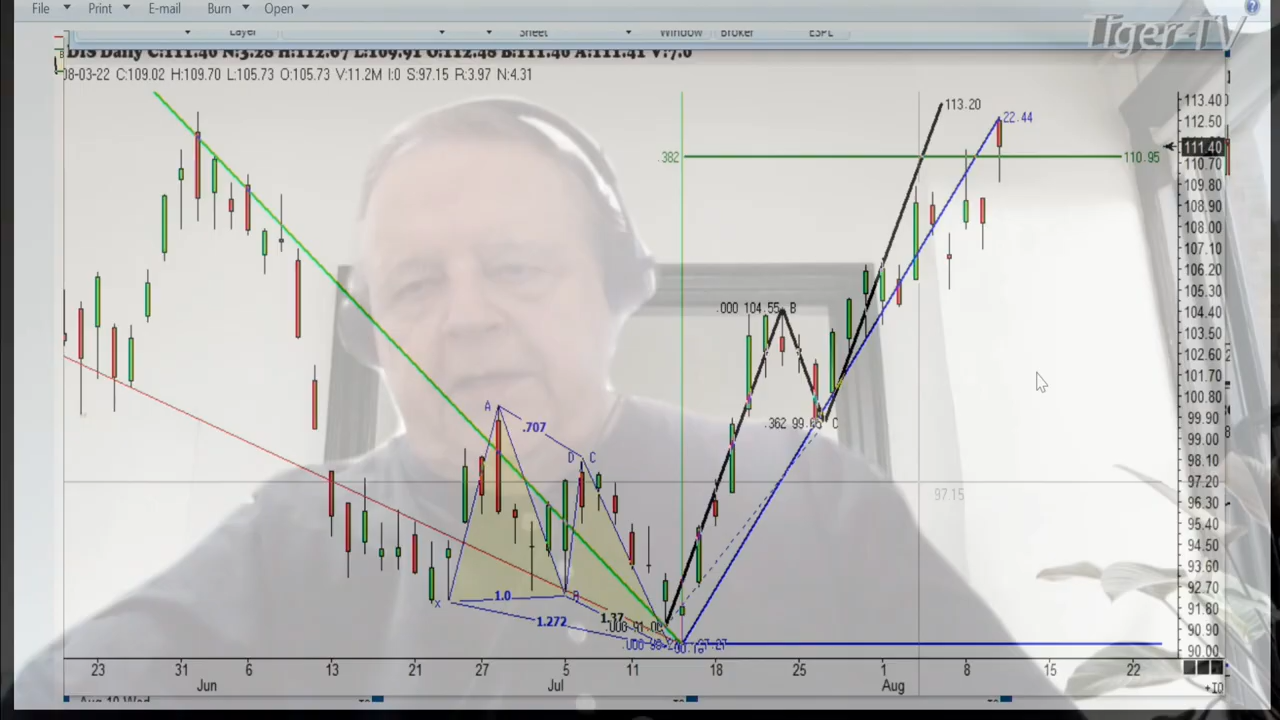 File Print E-mail Burn Open
Tiger-TV
Layer Sheet Window Broker ESPL
DIS Daily C:111.40 N:3.28 H:112.67 L:109.91 O:112.48 B:111.40 A:111.41 V:7.0
08-03-22 C:109.02 H:109.70 L:105.73 O:105.73 V:11.2M I:0 S:97.15 R:3.97 N:4.31
113.20
22.44
.382
110.95
.000 104.55 B
C
A
.707
D C
97.15
X
1.0
B
1.272
1.37
113.40
112.50
111.40
110.70
109.80
108.90
108.00
107.10
106.20
105.30
104.40
103.50
102.60
101.70
100.80
99.90
99.00
98.10
97.20
96.30
95.40
94.50
93.60
92.70
91.80
90.90
90.00
23 31 6 13 21 27 5 11 18 25 1 8 15 22
Jun Jul Aug
+10
Aug 10 Wed